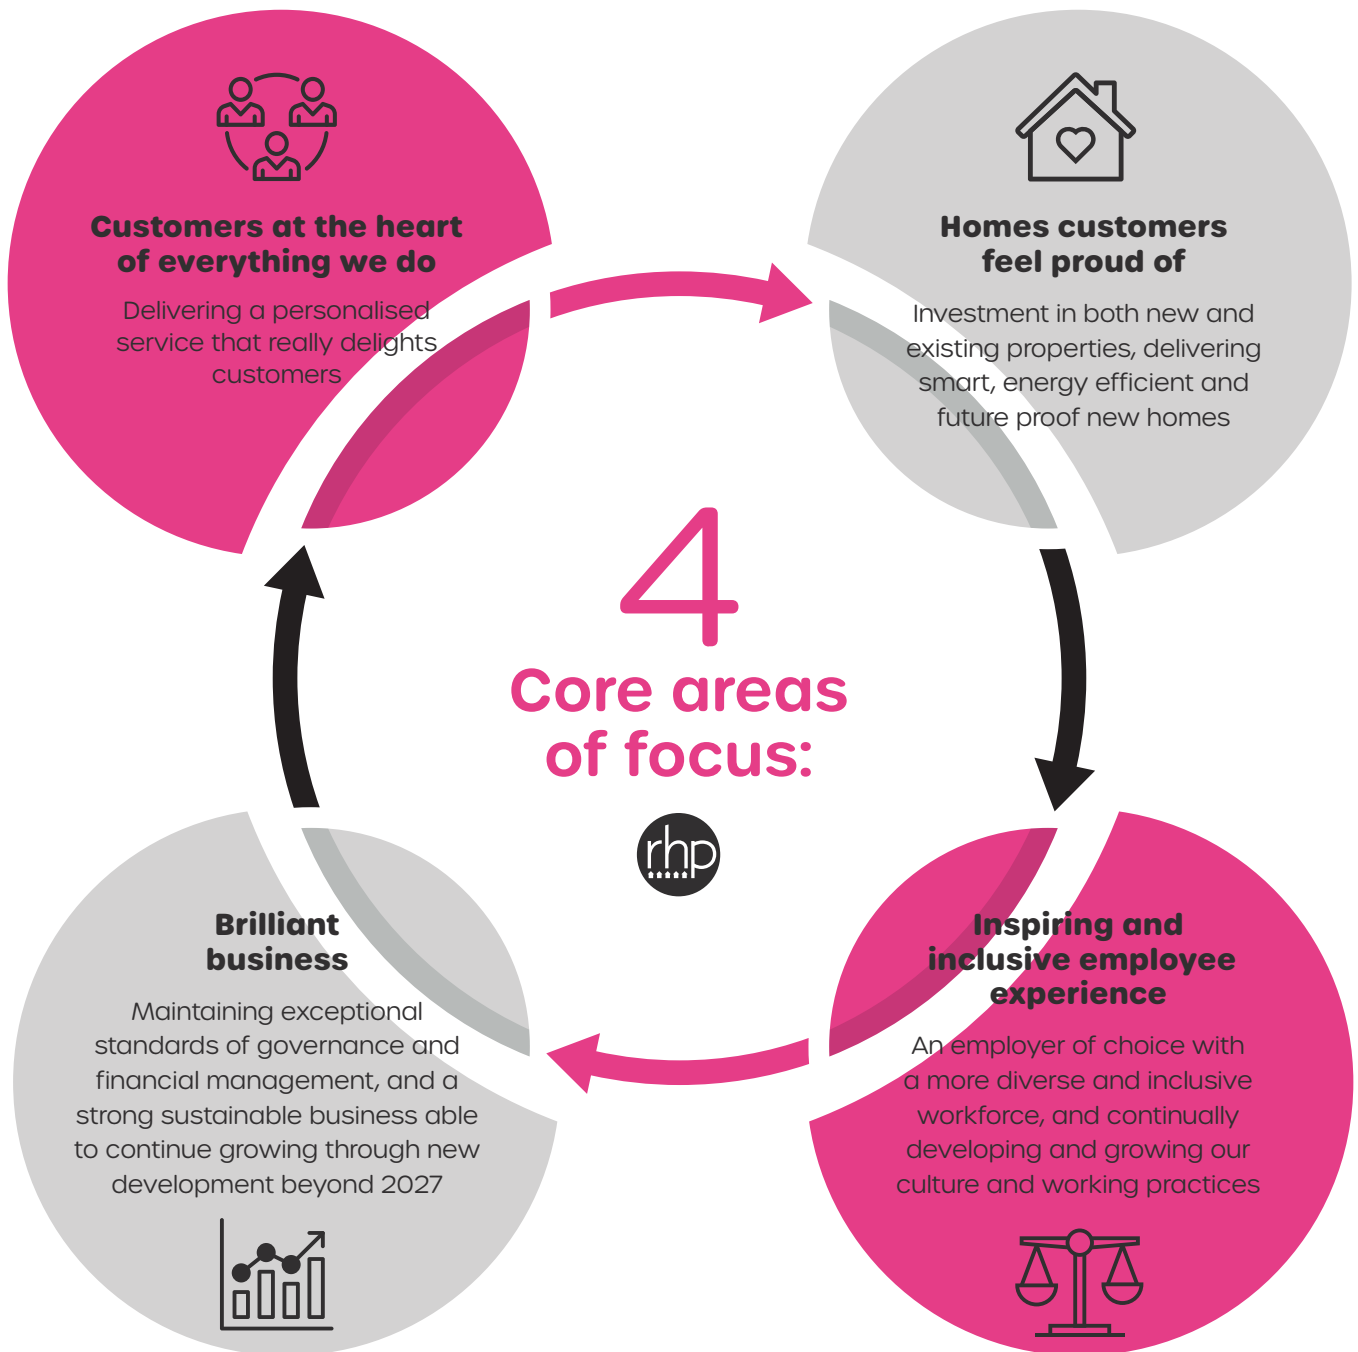 Customers at the heart
of everything we do
Delivering a personalised
service that really delights
customers
Homes customers
feel proud of
Investment in both new and
existing properties, delivering
smart, energy efficient and
future proof new homes
4
Core areas
of focus:
rhp
Brilliant
business
Maintaining exceptional
standards of governance and
financial management, and a
strong sustainable business able
to continue growing through new
development beyond 2027
Inspiring and
inclusive employee
experience
An employer of choice with
a more diverse and inclusive
workforce, and continually
developing and growing our
culture and working practices